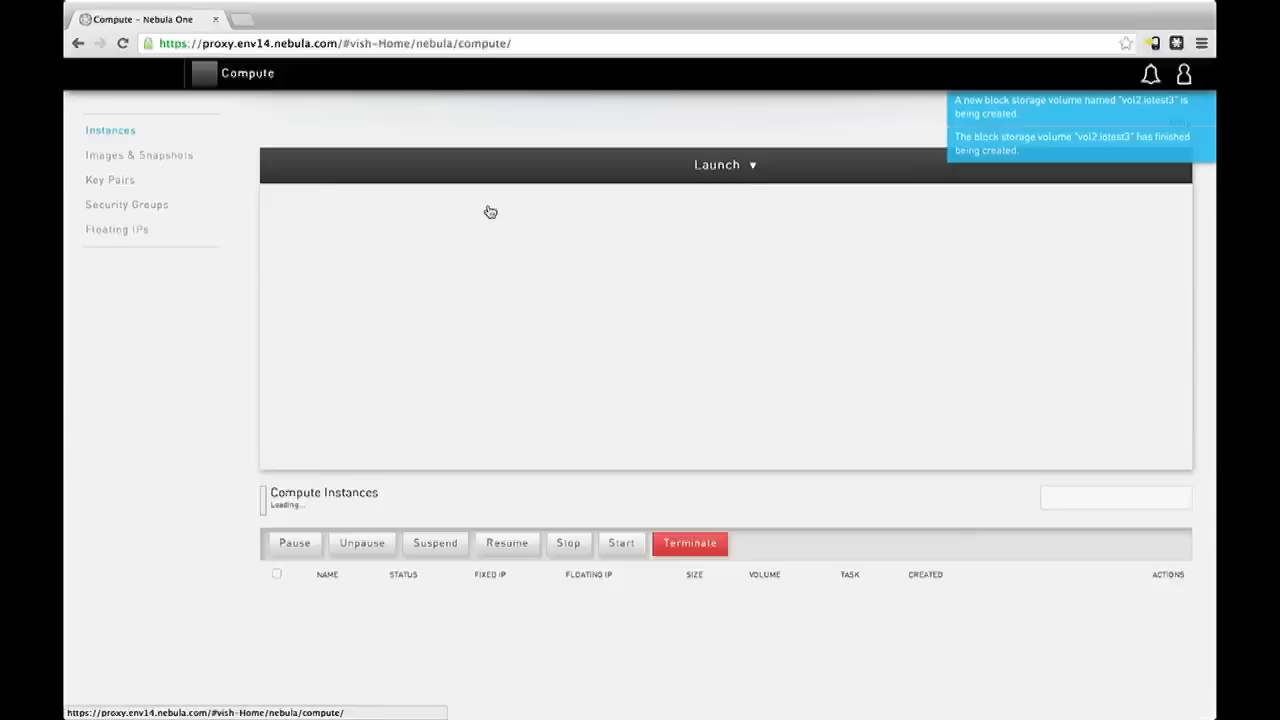 Compute – Nebula One
https://proxy.env14.nebula.com/#vish-Home/nebula/compute/
Compute
A new block storage volume named "vol2.iotest3" is
being created.
The block storage volume "vol2.iotest3" has finished
being created.
Instances
Images & Snapshots
Key Pairs
Security Groups
Floating IPs
Launch
Compute Instances
Loading...
Pause Unpause Suspend Resume Stop Start Terminate
NAME STATUS FIXED IP FLOATING IP SIZE VOLUME TASK CREATED ACTIONS
https://proxy.env14.nebula.com/#vish-Home/nebula/compute/